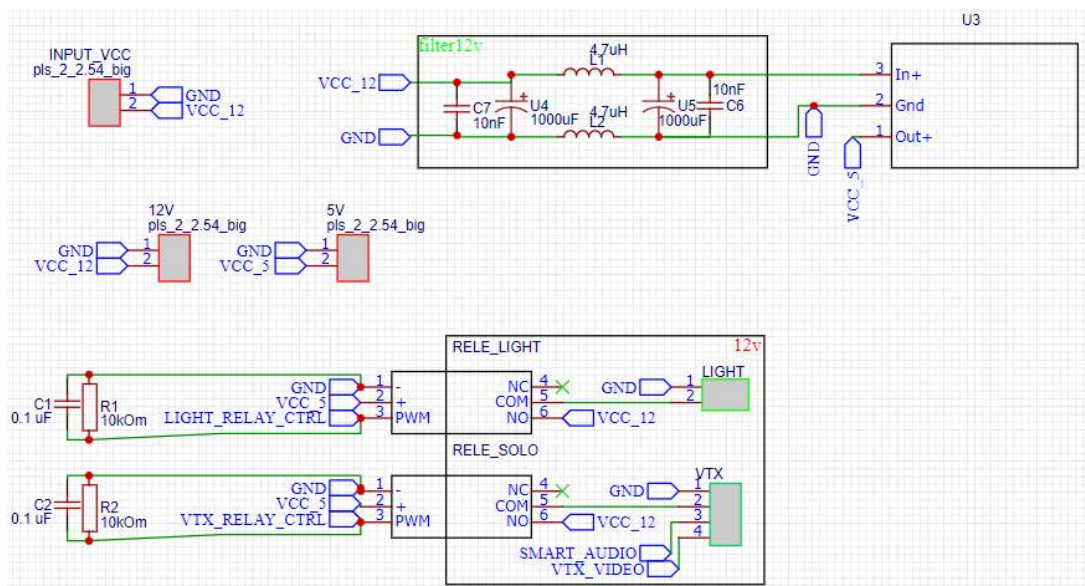 U3
filter12v
INPUT_VCC
pls_2_2.54_big
1 GND
2 VCC_12
VCC_12
GND
C7
10nF
U4
1000uF
4.7uH
L1
4.7uH
L2
U5
1000uF
10nF
C6
3 In+
2 Gnd
1 Out+
GND
VCC_5
12V
pls_2_2.54_big
GND 1
VCC_12 2
5V
pls_2_2.54_big
GND 1
VCC_5 2
12v
RELE_LIGHT
C1
0.1 uF
R1
10kOm
GND 1 -
VCC_5 2 +
LIGHT_RELAY_CTRL 3 PWM
NC 4
COM 5
NO 6 VCC_12
LIGHT
GND 1
2
RELE_SOLO
C2
0.1 uF
R2
10kOm
GND 1 -
VCC_5 2 +
VTX_RELAY_CTRL 3 PWM
NC 4
COM 5
NO 6 VCC_12
VTX
GND 1
2
3
4
SMART_AUDIO
VTX_VIDEO